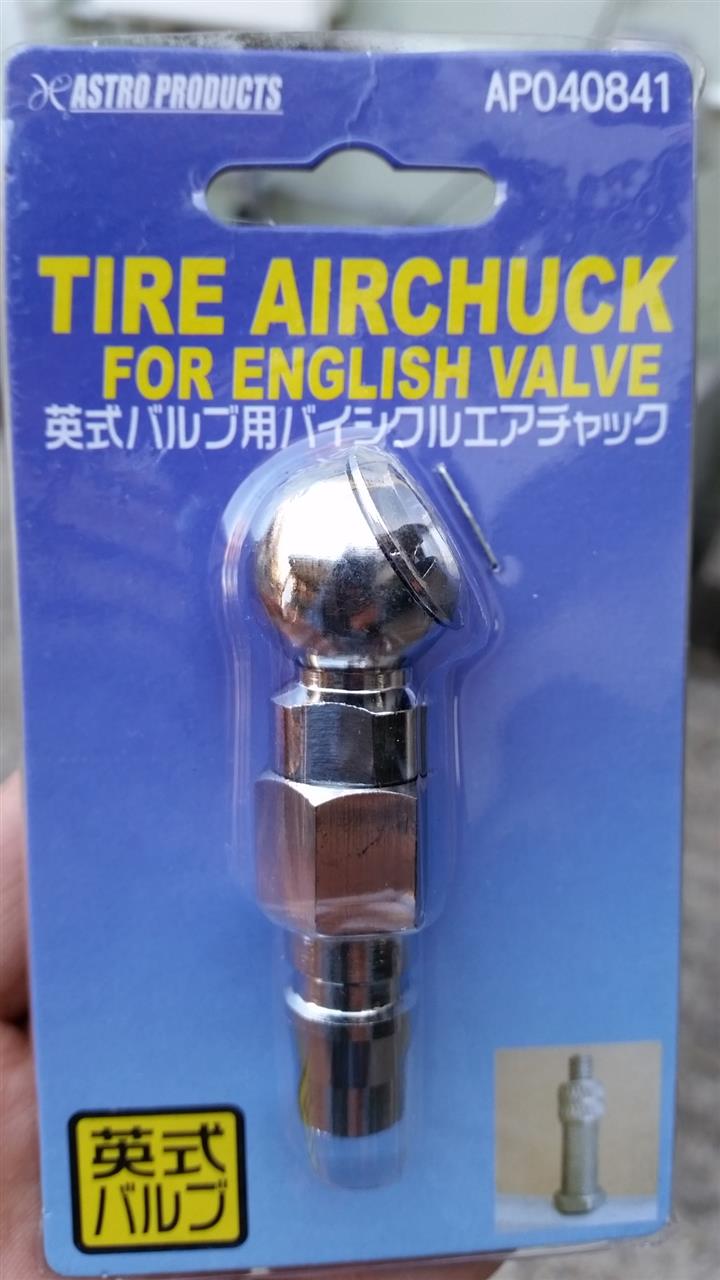 ASTRO PRODUCTS
AP040841
TIRE AIRCHUCK
FOR ENGLISH VALVE
英式バルブ用バイシクルエアチャック
英式
バルブ